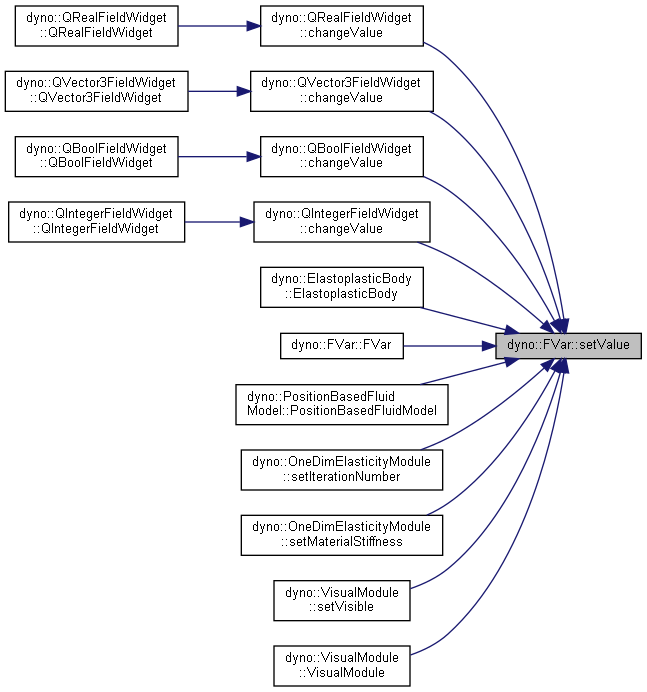 dyno::QRealFieldWidget
::QRealFieldWidget
dyno::QRealFieldWidget
::changeValue
dyno::QVector3FieldWidget
::QVector3FieldWidget
dyno::QVector3FieldWidget
::changeValue
dyno::QBoolFieldWidget
::QBoolFieldWidget
dyno::QBoolFieldWidget
::changeValue
dyno::QIntegerFieldWidget
::QIntegerFieldWidget
dyno::QIntegerFieldWidget
::changeValue
dyno::ElastoplasticBody
::ElastoplasticBody
dyno::FVar::FVar
dyno::FVar::setValue
dyno::PositionBasedFluid
Model::PositionBasedFluidModel
dyno::OneDimElasticityModule
::setIterationNumber
dyno::OneDimElasticityModule
::setMaterialStiffness
dyno::VisualModule
::setVisible
dyno::VisualModule
::VisualModule